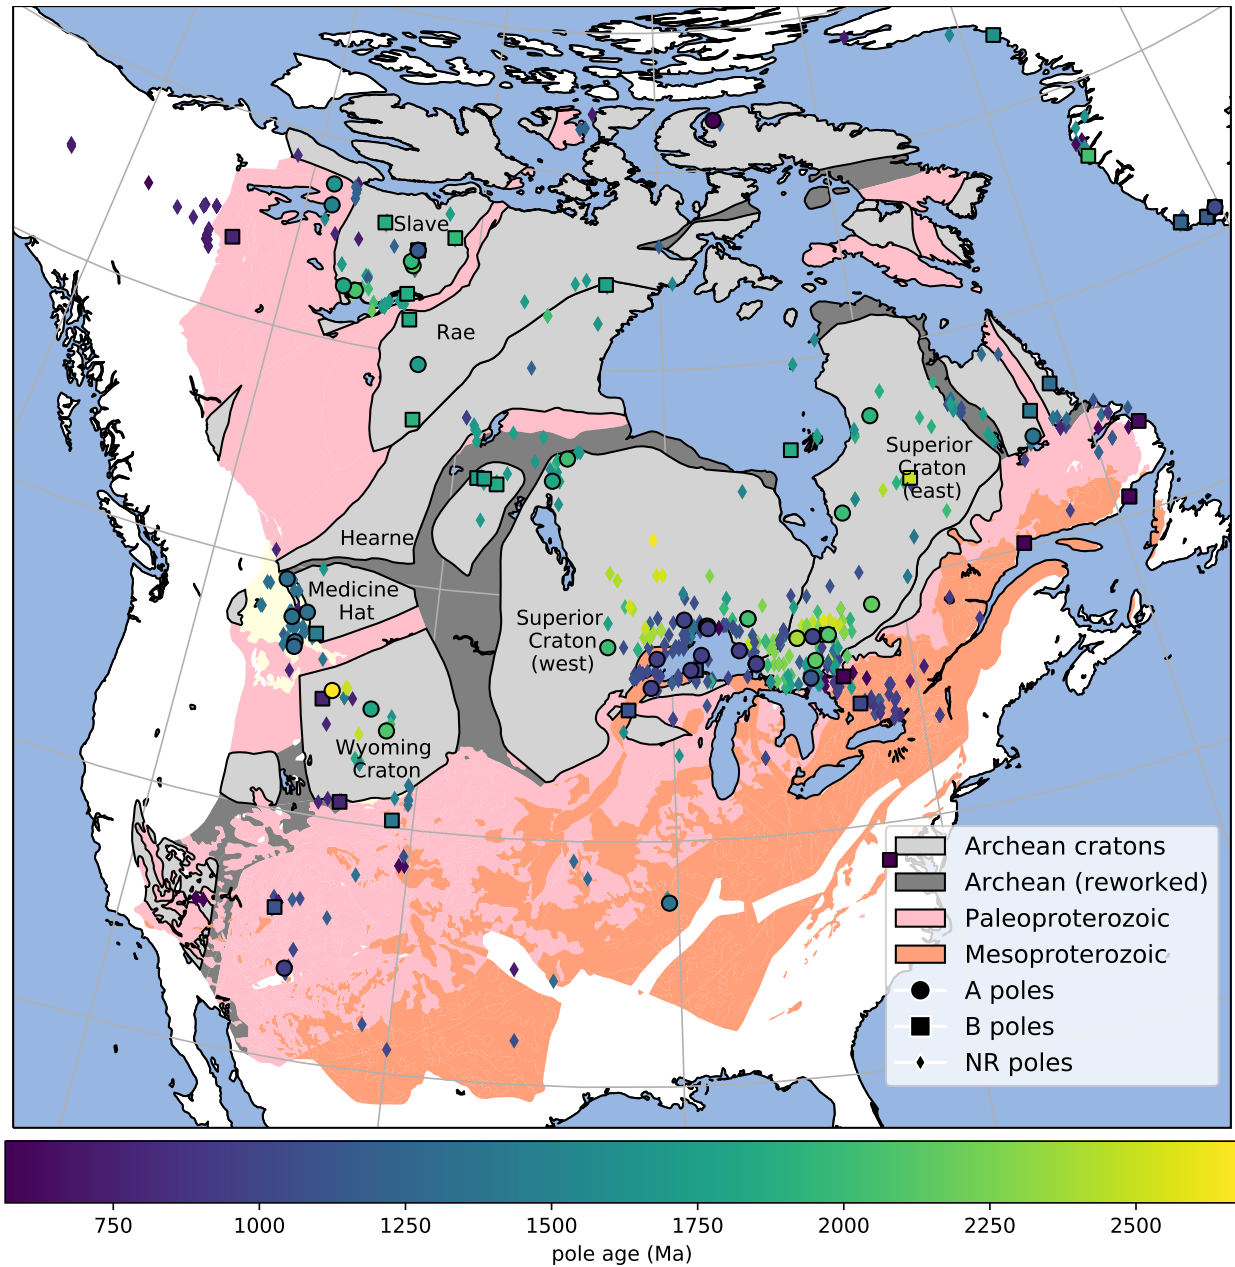 Slave
Rae
Superior
Craton
(east)
Hearne
Medicine
Hat
Superior
Craton
(west)
Wyoming
Craton
Archean cratons
Archean (reworked)
Paleoproterozoic
Mesoproterozoic
A poles
B poles
NR poles
750 1000 1250 1500 1750 2000 2250 2500
pole age (Ma)